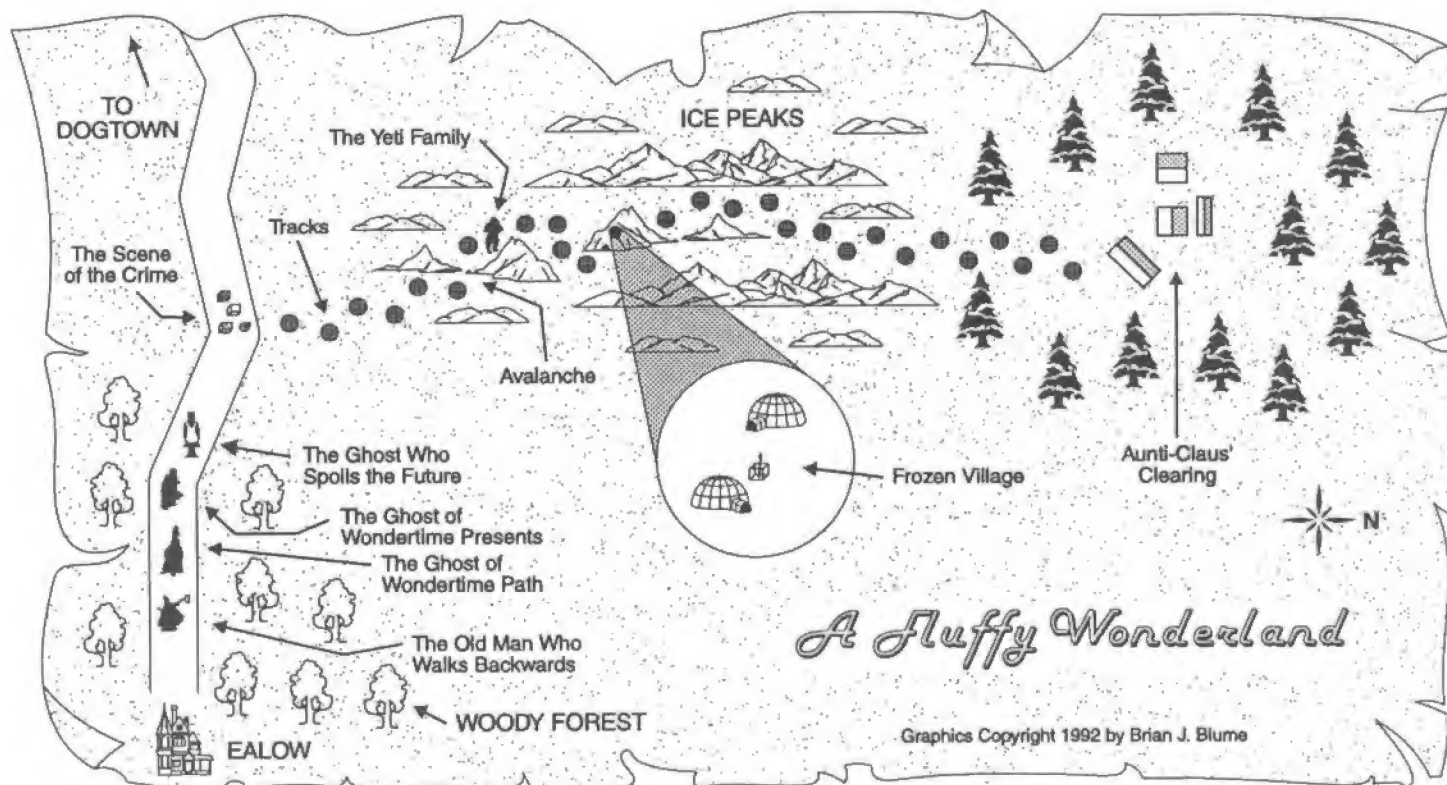 TO
DOGTOWN
The Yeti Family
ICE PEAKS
Tracks
The Scene
of the Crime
Avalanche
The Ghost Who
Spoils the Future
Frozen Village
Aunti-Claus'
Clearing
The Ghost of
Wondertime Presents
N
The Ghost of
Wondertime Path
A Fluffy Wonderland
The Old Man Who
Walks Backwards
WOODY FOREST
EALOW
Graphics Copyright 1992 by Brian J. Blume